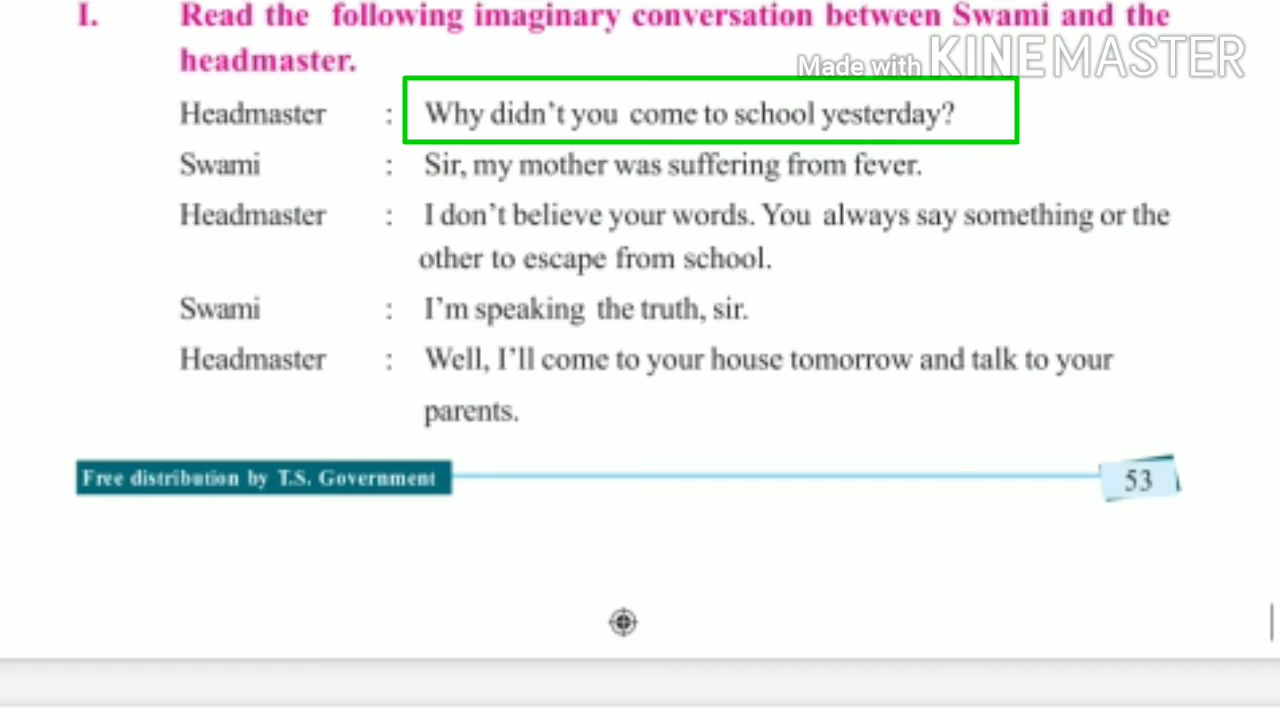 I. Read the following imaginary conversation between Swami and the
headmaster.
Made with KINEMASTER
Headmaster : Why didn't you come to school yesterday?
Swami : Sir, my mother was suffering from fever.
Headmaster : I don't believe your words. You always say something or the
other to escape from school.
Swami : I'm speaking the truth, sir.
Headmaster : Well, I'll come to your house tomorrow and talk to your
parents.
Free distribution by T.S. Government 53